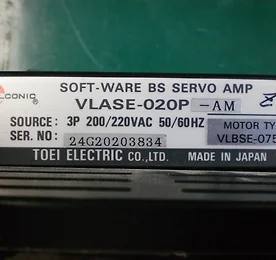 LCONIC
SOFT-WARE BS SERVO AMP
VLASE-020P -AM
SOURCE: 3P 200/220VAC 50/60HZ MOTOR TY
SER. NO: 24G20203834 VLBSE-075
TOEI ELECTRIC CO.,LTD. MADE IN JAPAN